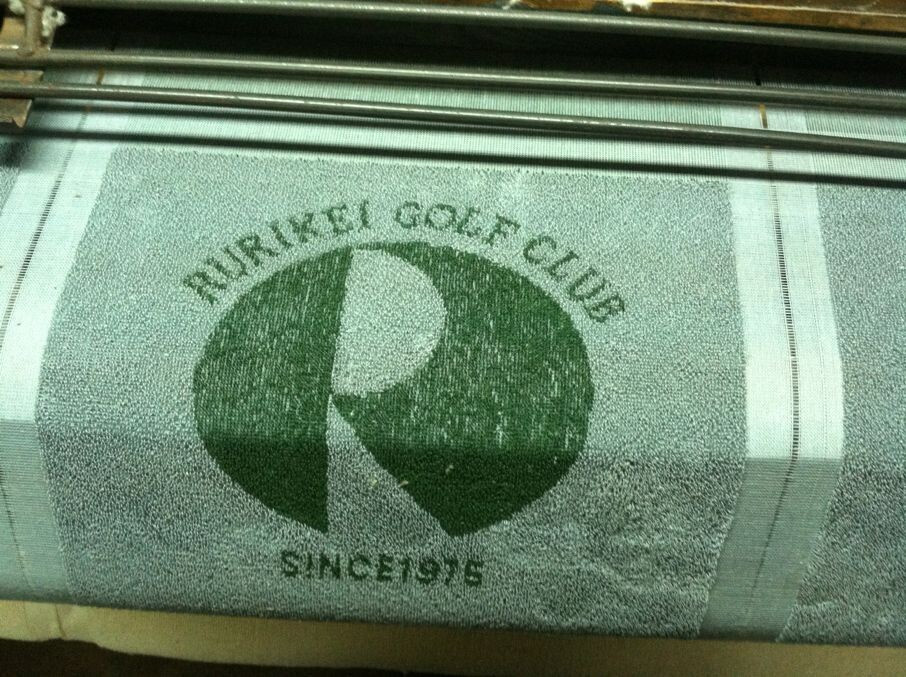 RURIKEI GOLF CLUB
R
SINCE1975